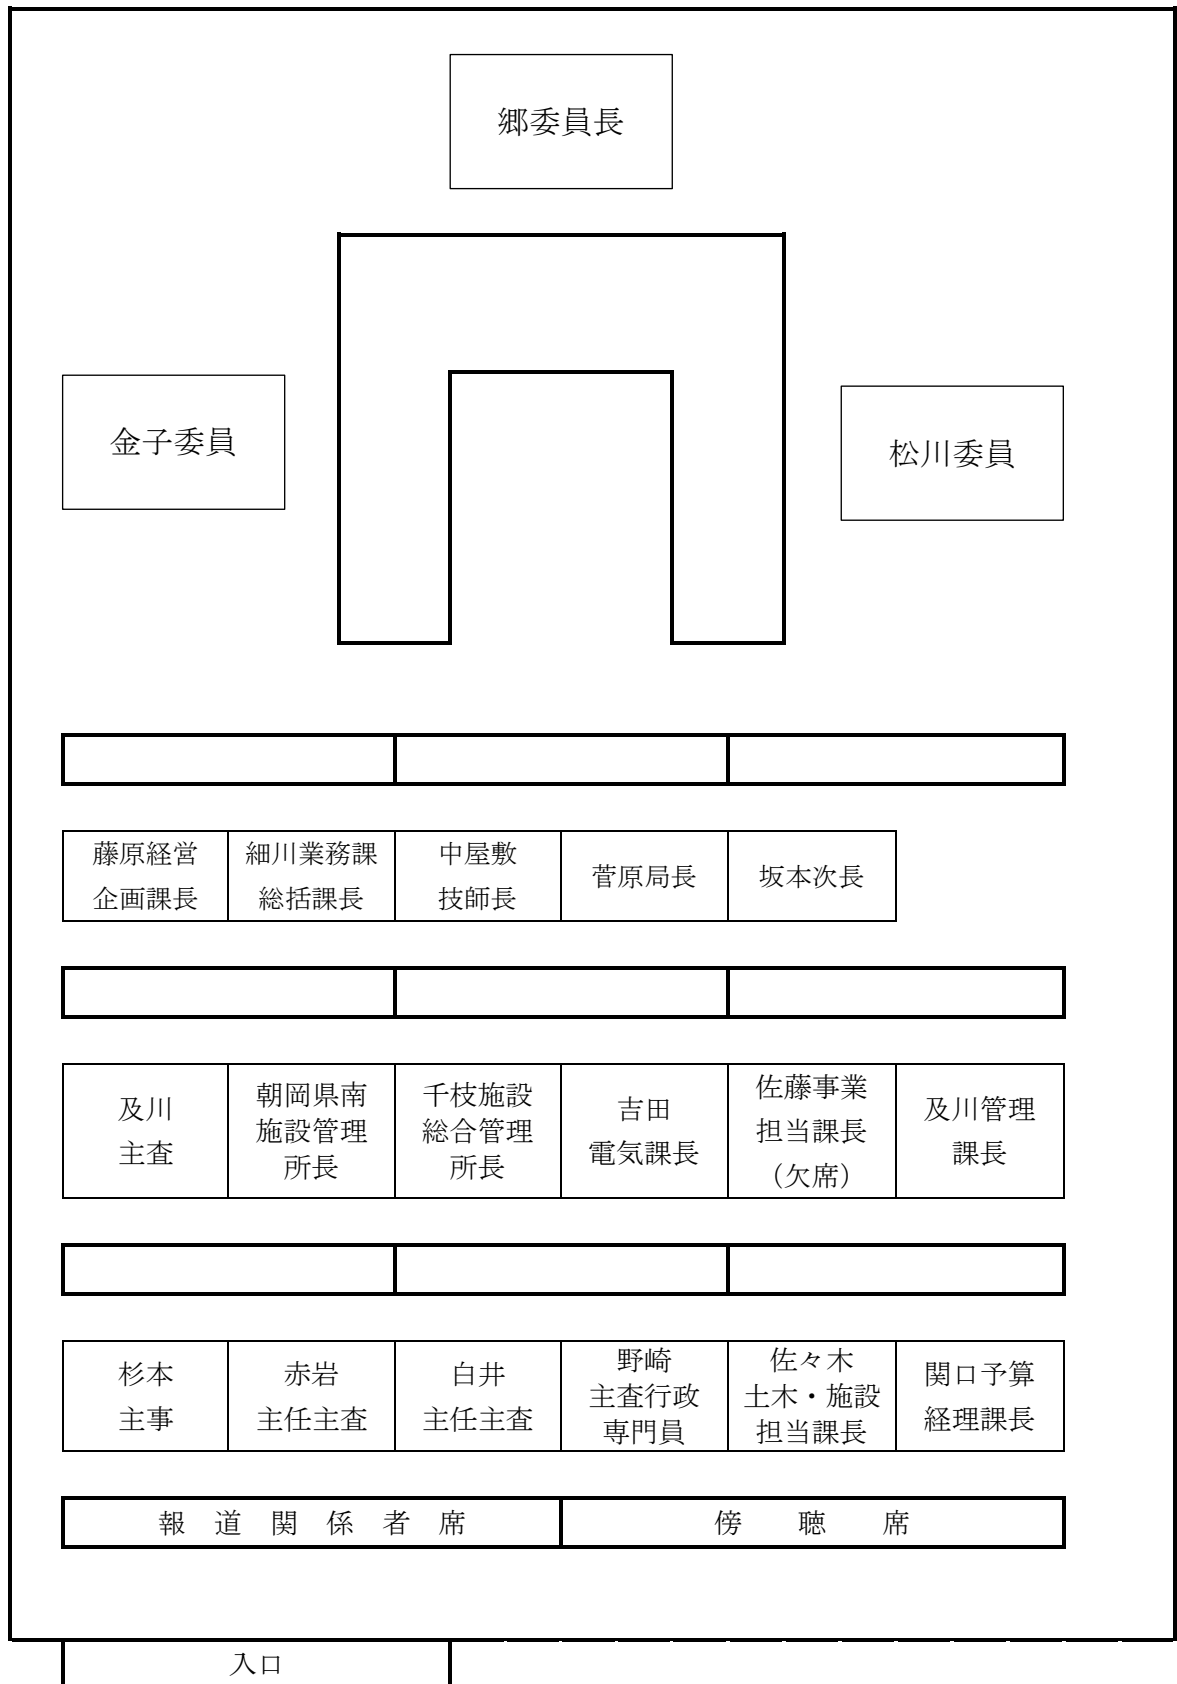 郷委員長
金子委員
松川委員
藤原経営
企画課長
細川業務課
総括課長
中屋敷
技師長
菅原局長
坂本次長
及川
主査
朝岡県南
施設管理
所長
千枝施設
総合管理
所長
吉田
電気課長
佐藤事業
担当課長
（欠席）
及川管理
課長
杉本
主事
赤岩
主任主査
白井
主任主査
野崎
主査行政
専門員
佐々木
土木・施設
担当課長
関口予算
経理課長
報道関係者席
傍聴席
入口